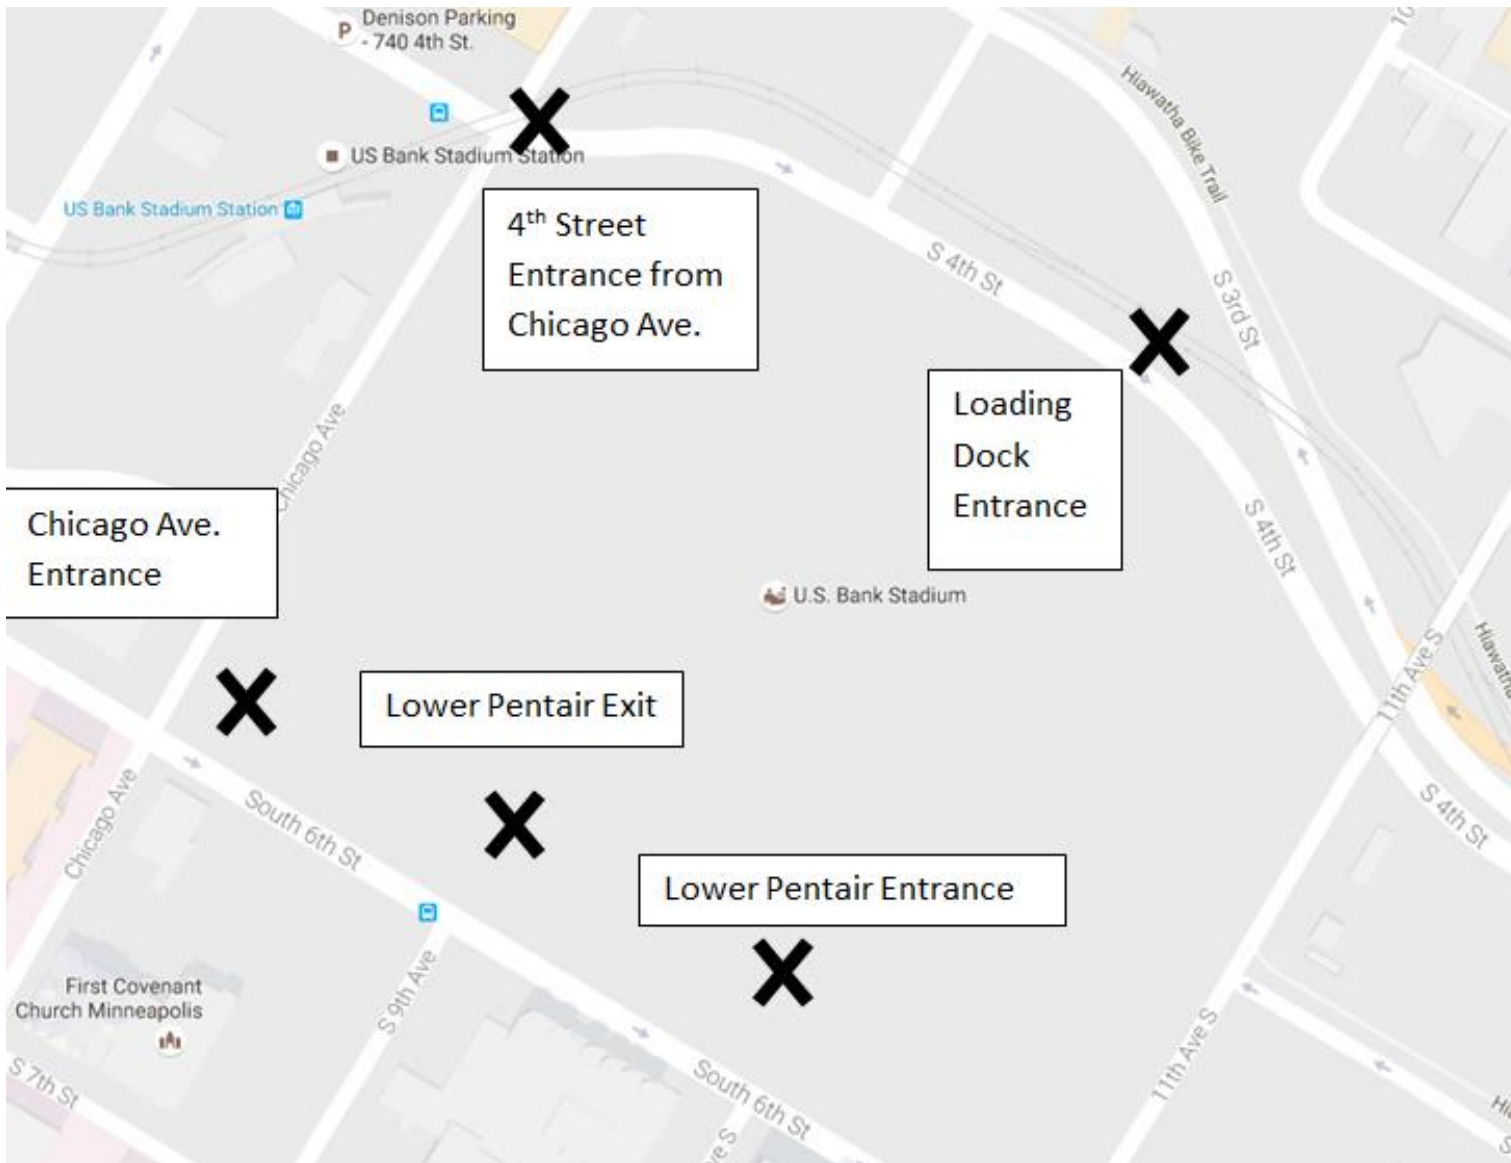 Denison Parking
- 740 4th St.
P
10
Hiawatha Bike Trail
US Bank Stadium Station
US Bank Stadium Station
4th Street
Entrance from
Chicago Ave.
S 4th St
S 3rd St
Loading
Dock
Entrance
Chicago Ave
Chicago Ave.
Entrance
S 4th St
U.S. Bank Stadium
11th Ave S
Hiawatha
Lower Pentair Exit
Chicago Ave
South 6th St
S 4th St
Lower Pentair Entrance
First Covenant
Church Minneapolis
S 9th Ave
S 7th St
South 6th St
11th Ave S